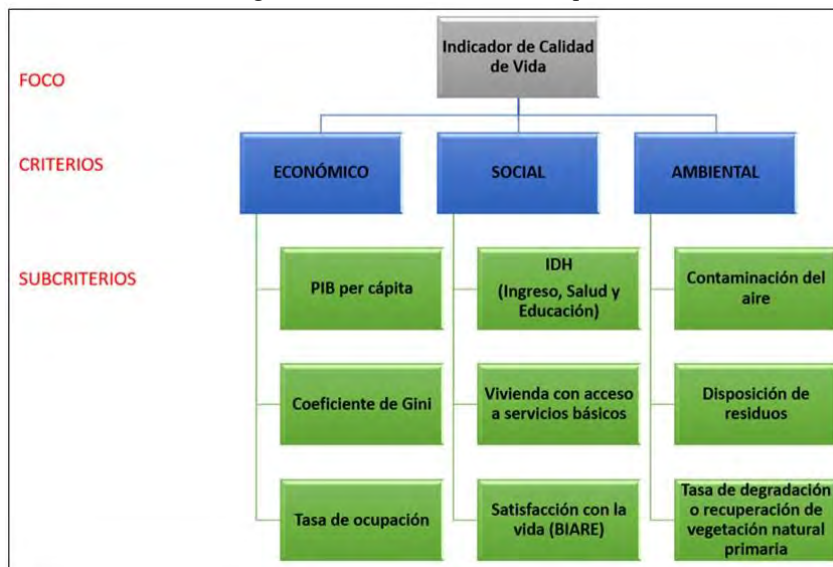 Indicador de Calidad
de Vida
FOCO
CRITERIOS
ECONÓMICO
SOCIAL
AMBIENTAL
SUBCRITERIOS
PIB per cápita
IDH
(Ingreso, Salud y
Educación)
Contaminación del
aire
Coeficiente de Gini
Vivienda con acceso
a servicios básicos
Disposición de
residuos
Tasa de ocupación
Satisfacción con la
vida (BIARE)
Tasa de degradación
o recuperación de
vegetación natural
primaria